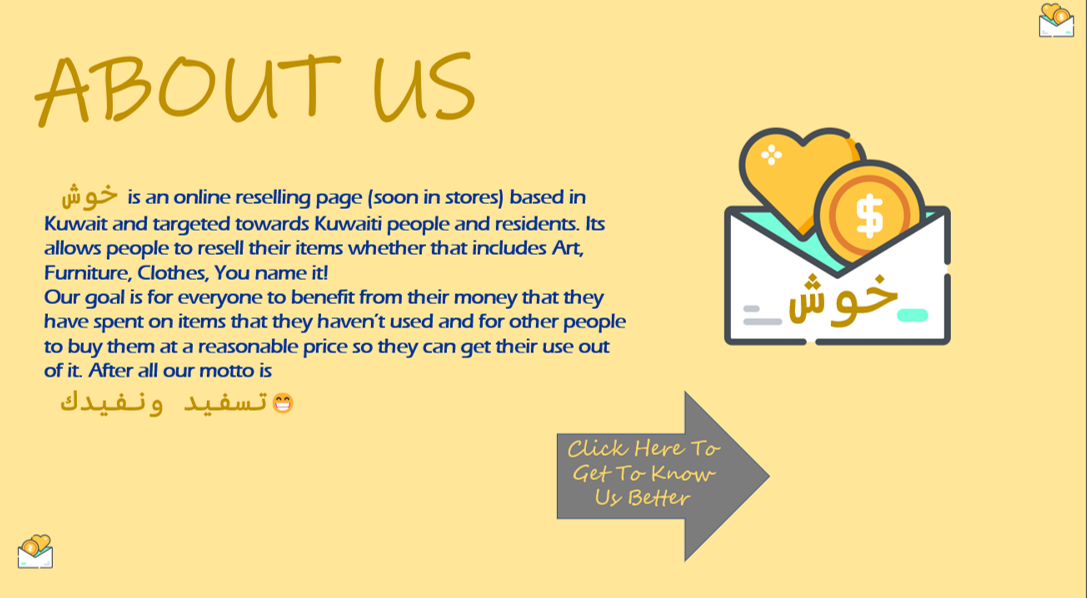 ABOUT US
خوش is an online reselling page (soon in stores) based in
Kuwait and targeted towards Kuwaiti people and residents. Its
allows people to resell their items whether that includes Art,
Furniture, Clothes, You name it!
Our goal is for everyone to benefit from their money that they
have spent on items that they haven't used and for other people
to buy them at a reasonable price so they can get their use out
of it. After all our motto is
تسفيد ونفيدك😁
$
خوش
Click Here To
Get To Know
Us Better